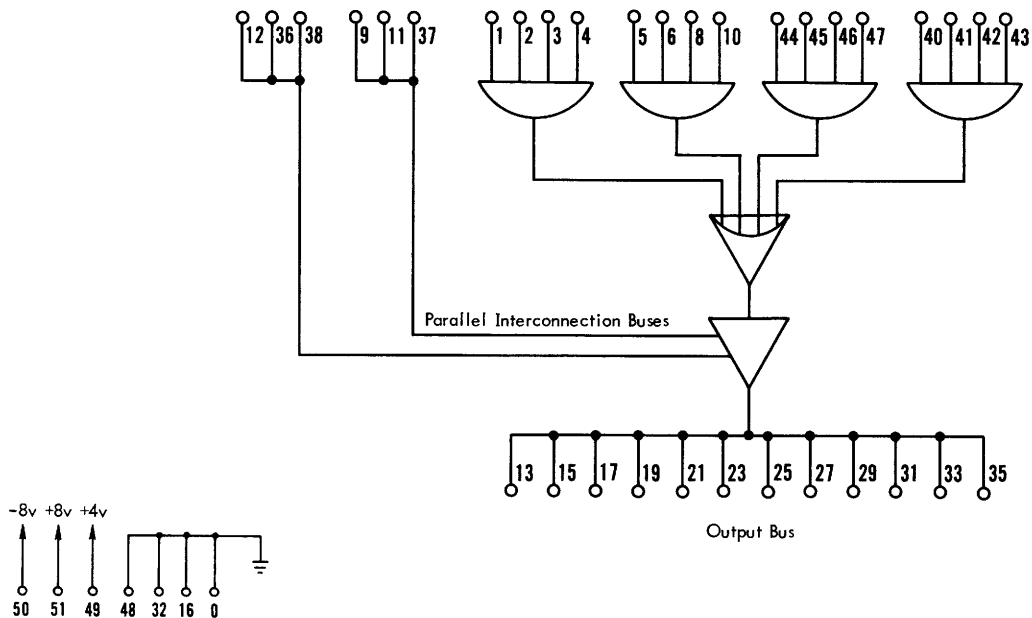 12 36 38 9 11 37 1 2 3 4 5 6 8 10 44 45 46 47 40 41 42 43
Parallel Interconnection Buses
13 15 17 19 21 23 25 27 29 31 33 35
Output Bus
-8v +8v +4v
50 51 49 48 32 16 0